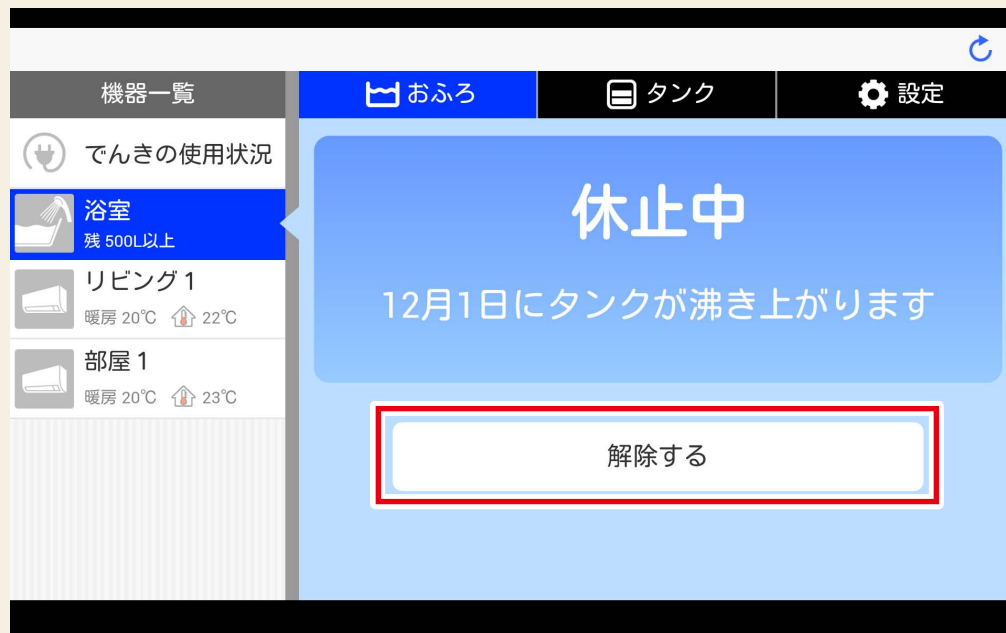 機器一覧
おふろ
タンク
設定
でんきの使用状況
浴室
残 500L以上
リビング 1
暖房 20℃ 22℃
部屋 1
暖房 20℃ 23℃
休止中
12月1日にタンクが沸き上がります
解除する